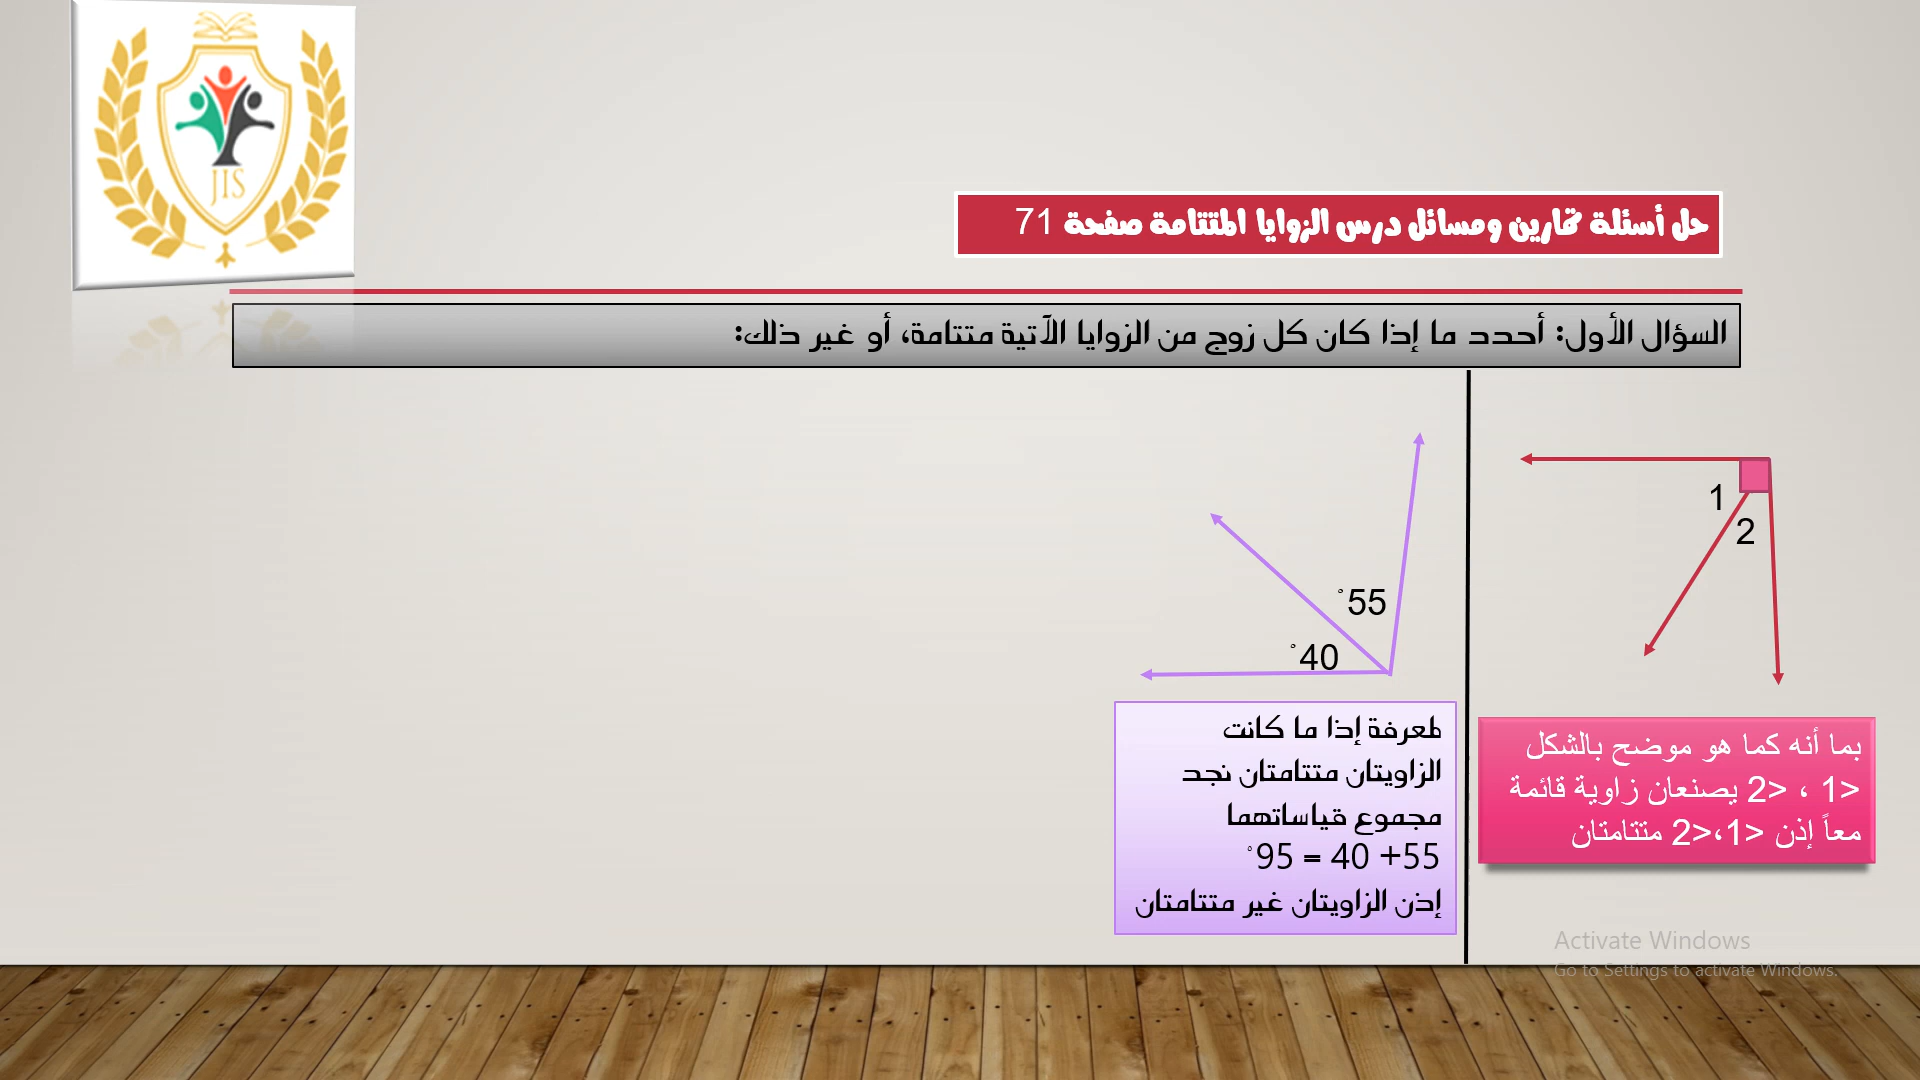 JIS
حل أسئلة تمارين ومسائل درس الزوايا المتتامة صفحة 71
السؤال الأول: أحدد ما إذا كان كل زوج من الزوايا الآتية متتامة، أو غير ذلك:
1
2
بما أنه كما هو موضح بالشكل
<1 ، <2 يصنعان زاوية قائمة
معاً إذن <1،<2 متتامتان
55°
40°
لمعرفة إذا ما كانت
الزاويتان متتامتان نجد
مجموع قياساتهما
55+ 40 = 95°
إذن الزاويتان غير متتامتان
Activate Windows
Go to Settings to activate Windows.